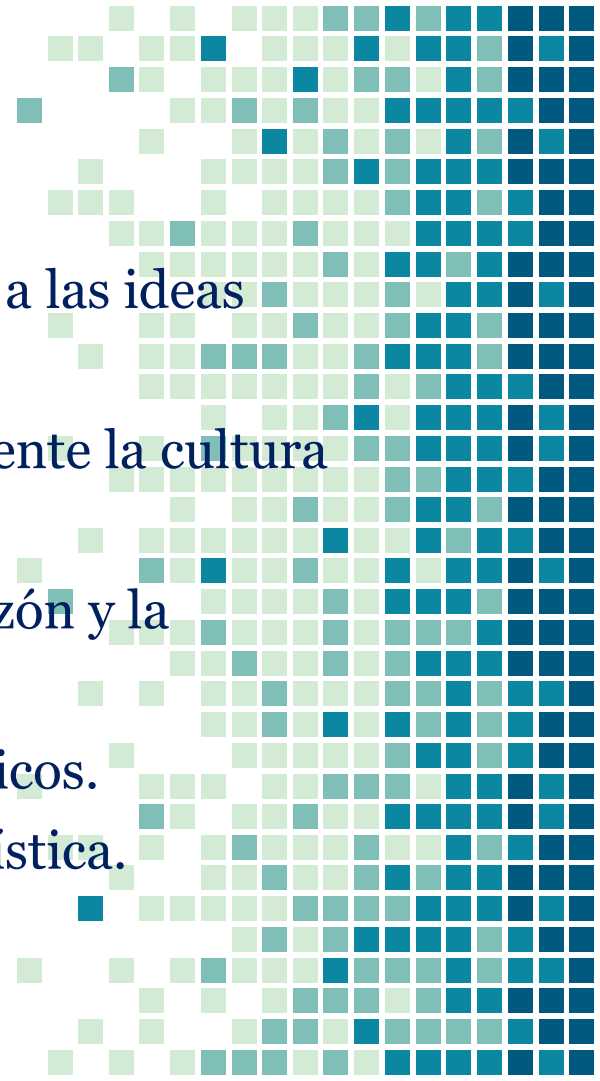 a las ideas
ente la cultura
zón y la
icos.
ística.